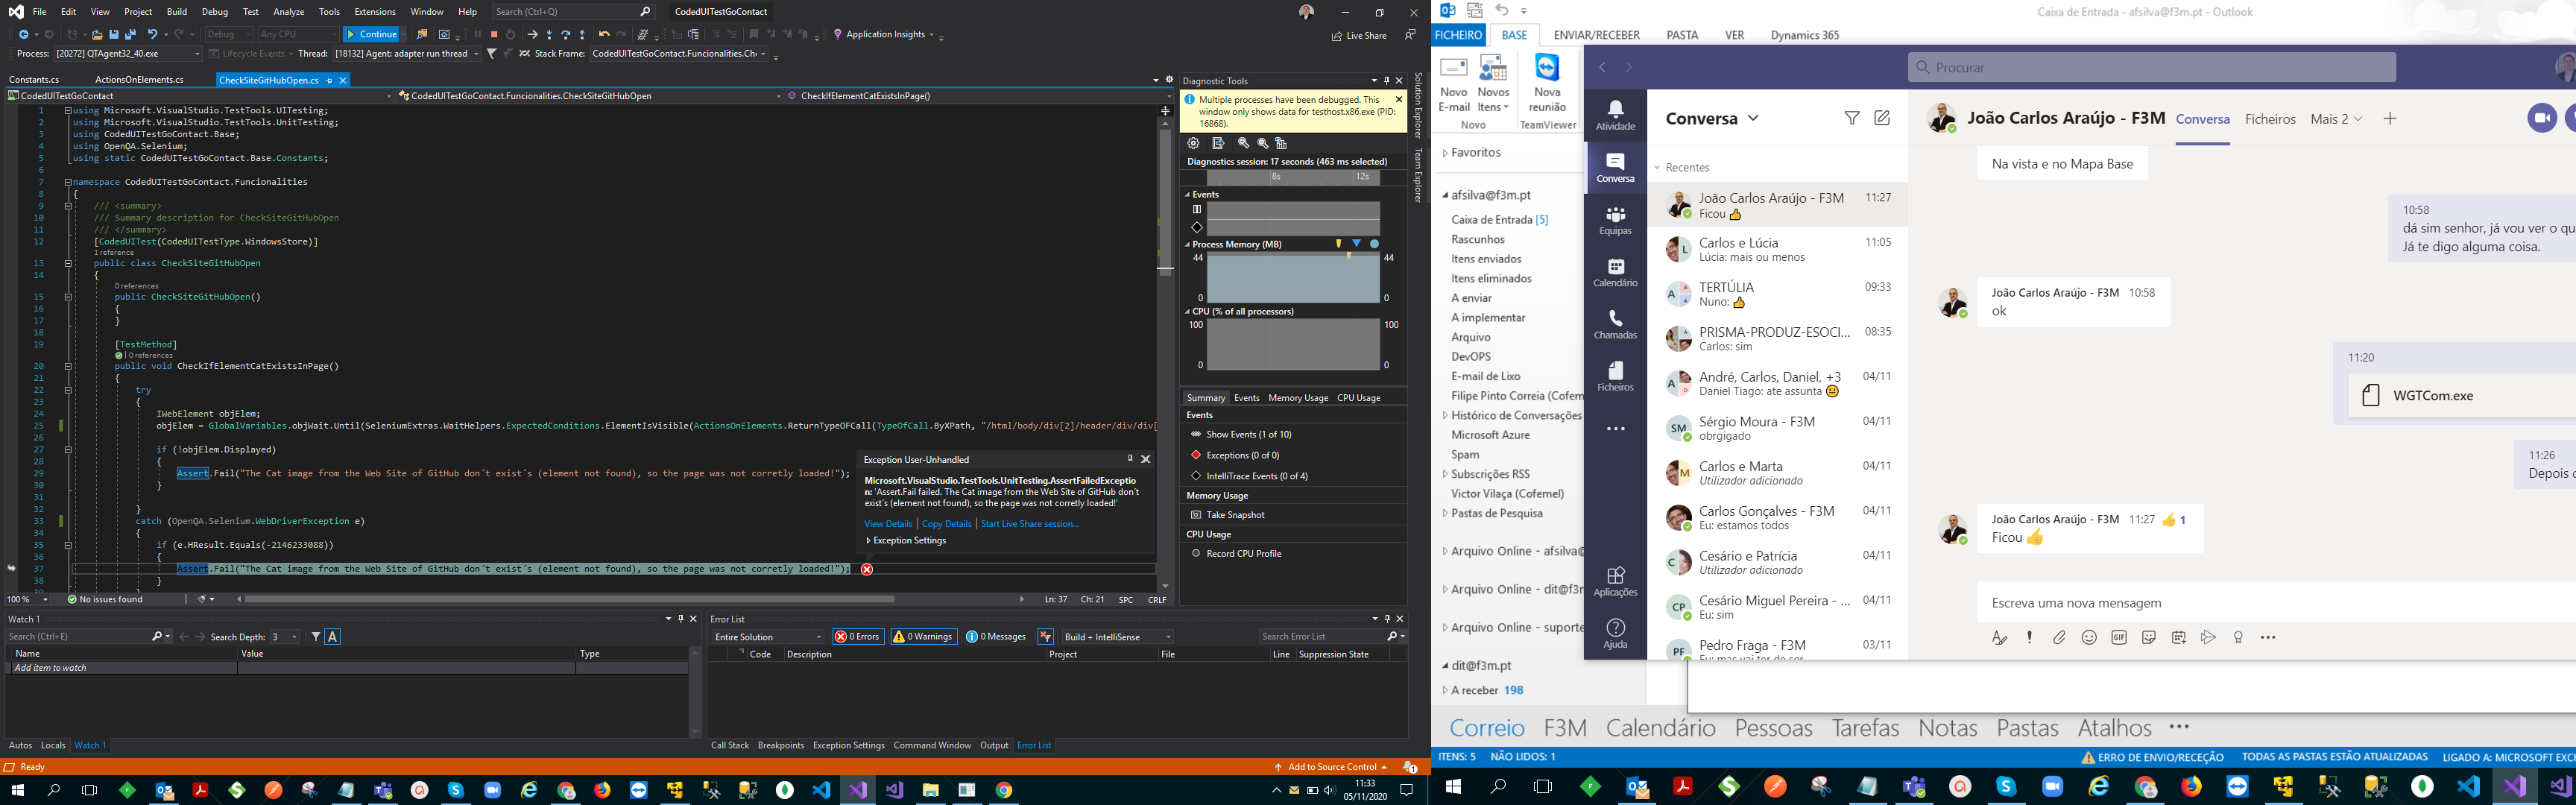 File Edit View Project Build Debug Test Analyze Tools Extensions Window Help Search (Ctrl+Q) CodedUITestGoContact
Debug Any CPU Continue Application Insights Live Share
Process: [20272] QTAgent32_40.exe Lifecycle Events Thread: [18132] Agent: adapter run thread Stack Frame: CodedUITestGoContact.Funcionalities.Che
Constants.cs ActionsOnElements.cs CheckSiteGitHubOpen.cs
CodedUITestGoContact CodedUITestGoContact.Funcionalities.CheckSiteGitHubOpen CheckIfElementCatExistsInPage()
1 using Microsoft.VisualStudio.TestTools.UITesting;
2 using Microsoft.VisualStudio.TestTools.UnitTesting;
3 using CodedUITestGoContact.Base;
4 using OpenQA.Selenium;
5 using static CodedUITestGoContact.Base.Constants;
6
7 namespace CodedUITestGoContact.Funcionalities
8 {
9 /// <summary>
10 /// Summary description for CheckSiteGitHubOpen
11 /// </summary>
12 [CodedUITest(CodedUITestType.WindowsStore)]
1 reference
13 public class CheckSiteGitHubOpen
14 {
0 references
15 public CheckSiteGitHubOpen()
16 {
17 }
18
19 [TestMethod]
| 0 references
20 public void CheckIfElementCatExistsInPage()
21 {
22 try
23 {
24 IWebElement objElem;
25 objElem = GlobalVariables.objWait.Until(SeleniumExtras.WaitHelpers.ExpectedConditions.ElementIsVisible(ActionsOnElements.ReturnTypeOFCall(TypeOfCall.ByXPath, "/html/body/div[2]/header/div/div[
26
27 if (!objElem.Displayed)
28 {
29 Assert.Fail("The Cat image from the Web Site of GitHub don´t exist´s (element not found), so the page was not corretly loaded!");
30 }
31
32 }
33 catch (OpenQA.Selenium.WebDriverException e)
34 {
35 if (e.HResult.Equals(-2146233088))
36 {
37 Assert.Fail("The Cat image from the Web Site of GitHub don´t exist´s (element not found), so the page was not corretly loaded!");
38 }
Exception User-Unhandled
Microsoft.VisualStudio.TestTools.UnitTesting.AssertFailedExceptio
n: 'Assert.Fail failed. The Cat image from the Web Site of GitHub don´t
exist´s (element not found), so the page was not corretly loaded!'
View Details | Copy Details | Start Live Share session...
Exception Settings
100 % No issues found Ln: 37 Ch: 21 SPC CRLF
Diagnostic Tools
Multiple processes have been debugged. This
window only shows data for testhost.x86.exe (PID:
16868).
Diagnostics session: 17 seconds (463 ms selected)
8s 12s
Events
Process Memory (MB)
44 44
0 0
CPU (% of all processors)
100 100
0 0
Summary Events Memory Usage CPU Usage
Events
Show Events (1 of 10)
Exceptions (0 of 0)
IntelliTrace Events (0 of 4)
Memory Usage
Take Snapshot
CPU Usage
Record CPU Profile
Solution Explorer
Team Explorer
Watch 1
Search (Ctrl+E) Search Depth: 3
Name Value Type
Add item to watch
Autos Locals Watch 1
Error List
Entire Solution 0 Errors 0 Warnings 0 Messages Build + IntelliSense Search Error List
Code Description Project File Line Suppression State
Call Stack Breakpoints Exception Settings Command Window Output Error List
Ready Add to Source Control 1
11:33
05/11/2020
Caixa de Entrada - afsilva@f3m.pt - Outlook
FICHEIRO BASE ENVIAR/RECEBER PASTA VER Dynamics 365
Novo
E-mail
Novos
Itens
Nova
reunião
Novo TeamViewer
Favoritos
afsilva@f3m.pt
Caixa de Entrada [5]
Rascunhos
Itens enviados
Itens eliminados
A enviar
A implementar
Arquivo
DevOPS
E-mail de Lixo
Filipe Pinto Correia (Cofem
Histórico de Conversações
Microsoft Azure
Spam
Subscrições RSS
Victor Vilaça (Cofemel)
Pastas de Pesquisa
Arquivo Online - afsilva@
Arquivo Online - dit@f3m
Arquivo Online - suporte
dit@f3m.pt
A receber 198
Procurar
Atividade
Conversa
Equipas
Calendário
Chamadas
Ficheiros
Aplicações
Ajuda
Conversa
Recentes
João Carlos Araújo - F3M 11:27
Ficou 👍
Carlos e Lúcia 11:05
Lúcia: mais ou menos
TERTÚLIA 09:33
Nuno: 👍
PRISMA-PRODUZ-ESOCI... 08:35
Carlos: sim
André, Carlos, Daniel, +3 04/11
Daniel Tiago: ate assunta
Sérgio Moura - F3M 04/11
obrgigado
Carlos e Marta 04/11
Utilizador adicionado
Carlos Gonçalves - F3M 04/11
Eu: estamos todos
Cesário e Patrícia 04/11
Utilizador adicionado
Cesário Miguel Pereira - ... 04/11
Eu: sim
Pedro Fraga - F3M 03/11
João Carlos Araújo - F3M Conversa Ficheiros Mais 2
Na vista e no Mapa Base
10:58
dá sim senhor, já vou ver o qu
Já te digo alguma coisa.
João Carlos Araújo - F3M 10:58
ok
11:20
WGTCom.exe
11:26
Depois
João Carlos Araújo - F3M 11:27 👍 1
Ficou 👍
Escreva uma nova mensagem
GIF
Correio F3M Calendário Pessoas Tarefas Notas Pastas Atalhos ...
ITENS: 5 NÃO LIDOS: 1 ERRO DE ENVIO/RECEÇÃO TODAS AS PASTAS ESTÃO ATUALIZADAS LIGADO A: MICROSOFT EXC